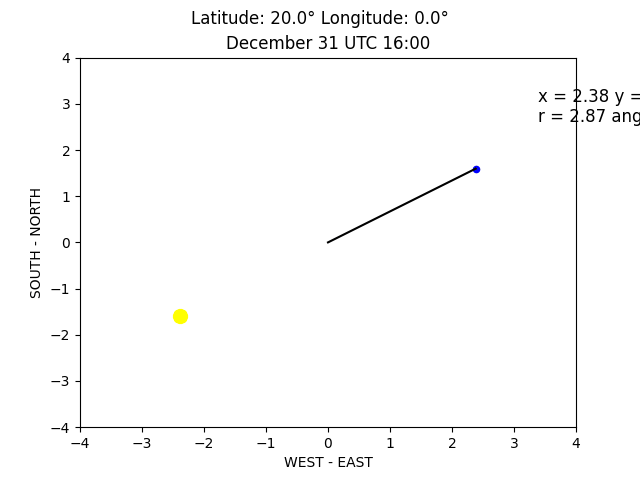 Latitude: 20.0° Longitude: 0.0°
December 31 UTC 16:00
4
3
2
1
0
−1
−2
−3
−4
x = 2.38 y =
r = 2.87 ang
SOUTH - NORTH
−4 −3 −2 −1 0 1 2 3 4
WEST - EAST